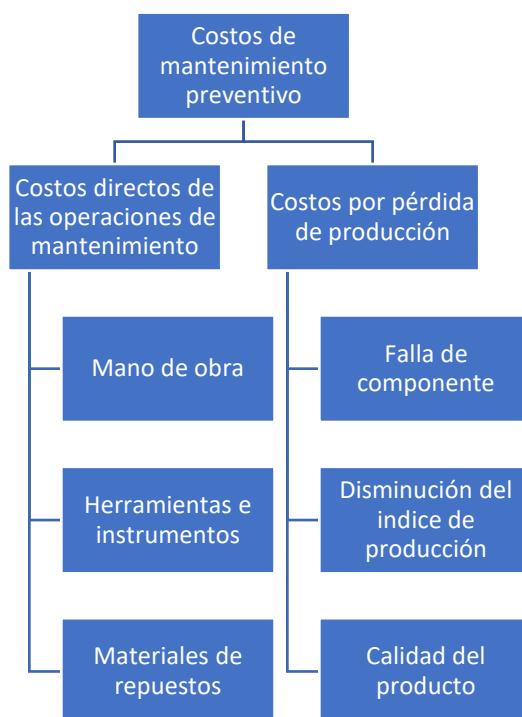 Costos de
mantenimiento
preventivo
Costos directos de
las operaciones de
mantenimiento
Costos por pérdida
de producción
Mano de obra
Falla de
componente
Herramientas e
instrumentos
Disminución del
indice de
producción
Materiales de
repuestos
Calidad del
producto